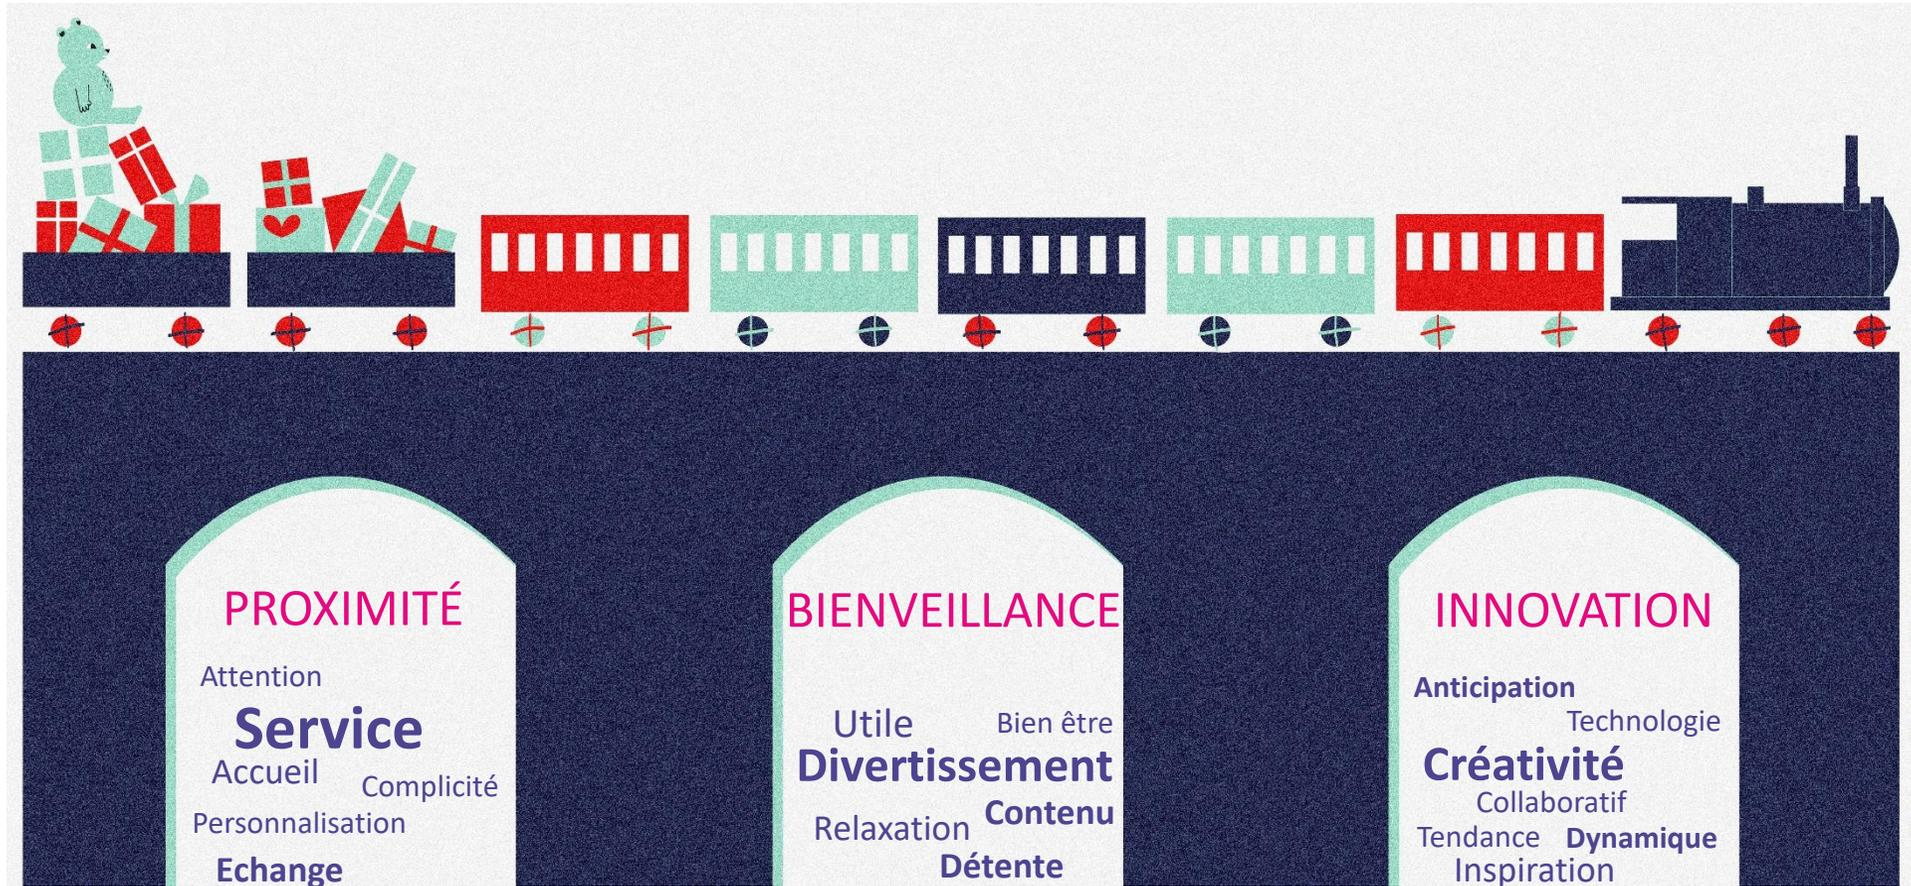 PROXIMITÉ
Attention
Service
Accueil
Complicité
Personnalisation
Echange
BIENVEILLANCE
Utile Bien être
Divertissement
Contenu
Relaxation
Détente
INNOVATION
Anticipation
Technologie
Créativité
Collaboratif
Tendance Dynamique
Inspiration